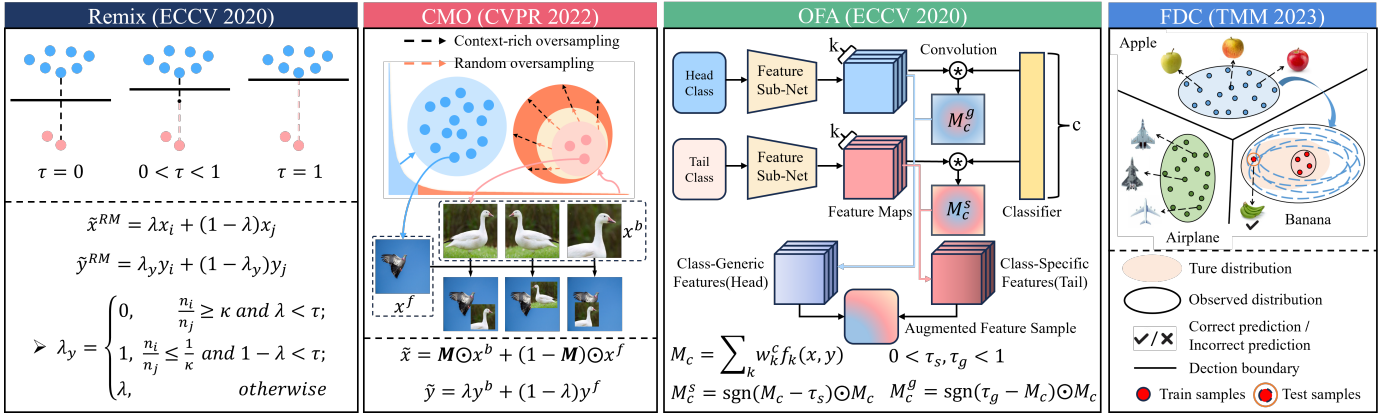 Remix (ECCV 2020)
τ = 0
0 < τ < 1
τ = 1
x̃^{RM} = λx_i + (1 − λ)x_j
ỹ^{RM} = λ_y y_i + (1 − λ_y)y_j
➢ λ_y = {
0, n_i/n_j ≥ κ and λ < τ;
1, n_i/n_j ≤ 1/κ and 1 − λ < τ;
λ, otherwise
CMO (CVPR 2022)
Context-rich oversampling
Random oversampling
x^b
x^f
x̃ = M⊙x^b + (1 − M)⊙x^f
ỹ = λy^b + (1 − λ)y^f
OFA (ECCV 2020)
Head
Class
Feature
Sub-Net
k
Convolution
M_c^g
c
Tail
Class
Feature
Sub-Net
k
Feature Maps
M_c^s
Classifier
Class-Generic
Features(Head)
Class-Specific
Features(Tail)
Augmented Feature Sample
M_c = ∑_k w_k^c f_k(x, y) 0 < τ_s, τ_g < 1
M_c^s = sgn(M_c − τ_s)⊙M_c M_c^g = sgn(τ_g − M_c)⊙M_c
FDC (TMM 2023)
Apple
Airplane
Banana
Ture distribution
Observed distribution
Correct prediction /
Incorrect prediction
Dection boundary
Train samples
Test samples